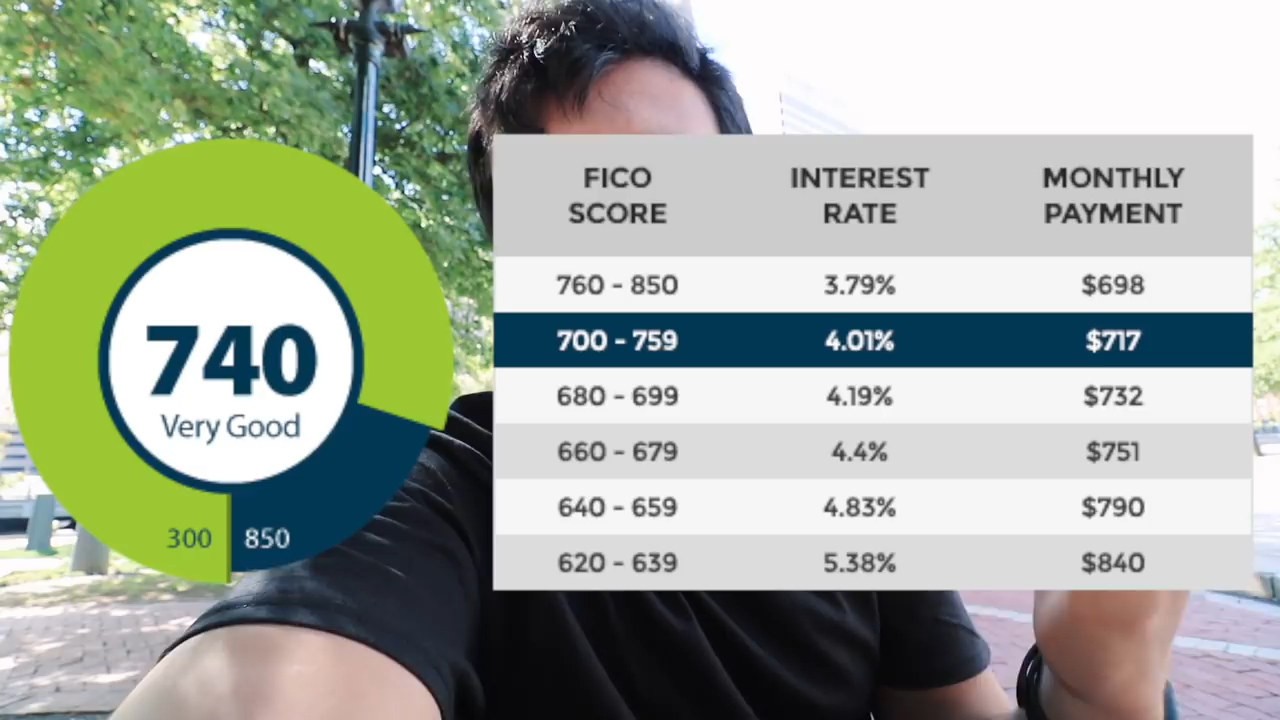 740
Very Good
300
850
FICO SCORE INTEREST RATE MONTHLY PAYMENT
760 - 850 3.79% $698
700 - 759 4.01% $717
680 - 699 4.19% $732
660 - 679 4.4% $751
640 - 659 4.83% $790
620 - 639 5.38% $840